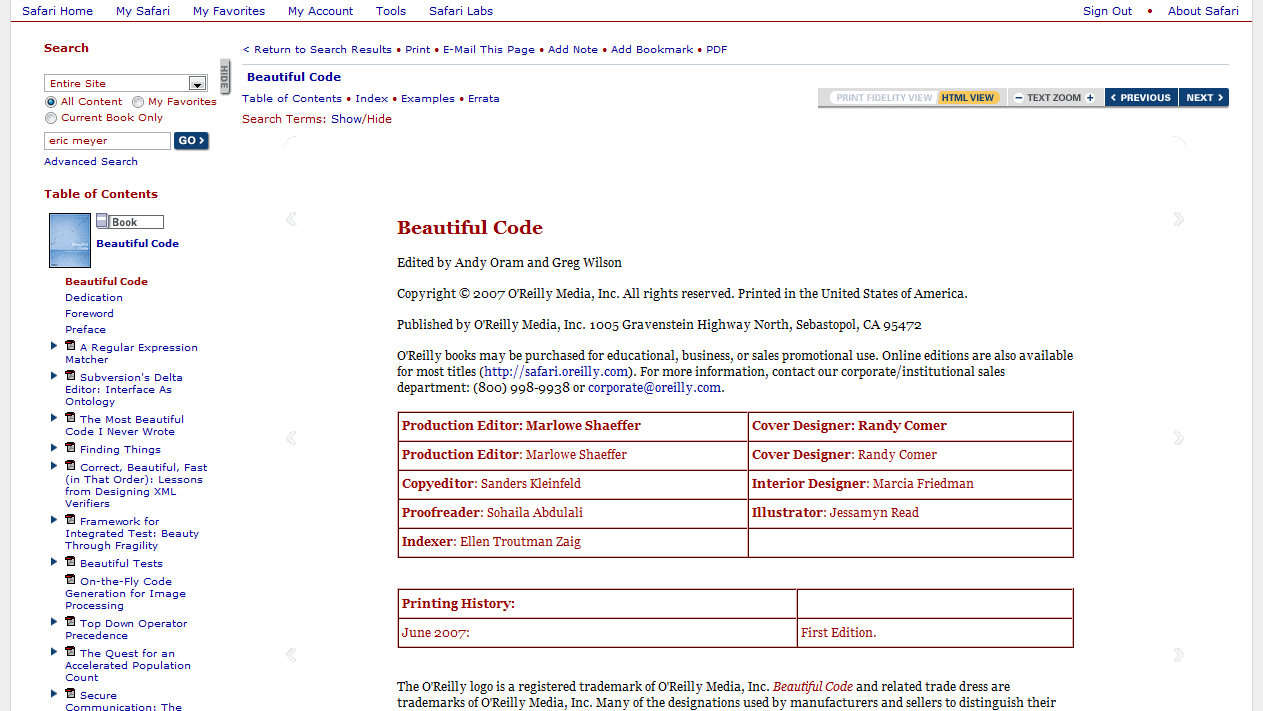 Safari Home My Safari My Favorites My Account Tools Safari Labs Sign Out • About Safari
Search
Entire Site
All Content My Favorites
Current Book Only
eric meyer GO
Advanced Search
HIDE
Table of Contents
Book
Beautiful Code
Beautiful Code
Dedication
Foreword
Preface
A Regular Expression
Matcher
Subversion's Delta
Editor: Interface As
Ontology
The Most Beautiful
Code I Never Wrote
Finding Things
Correct, Beautiful, Fast
(in That Order): Lessons
from Designing XML
Verifiers
Framework for
Integrated Test: Beauty
Through Fragility
Beautiful Tests
On-the-Fly Code
Generation for Image
Processing
Top Down Operator
Precedence
The Quest for an
Accelerated Population
Count
Secure
Communication: The
< Return to Search Results • Print • E-Mail This Page • Add Note • Add Bookmark • PDF
Beautiful Code
Table of Contents • Index • Examples • Errata
PRINT FIDELITY VIEW HTML VIEW − TEXT ZOOM + < PREVIOUS NEXT >
Search Terms: Show/Hide
Beautiful Code
Edited by Andy Oram and Greg Wilson
Copyright © 2007 O'Reilly Media, Inc. All rights reserved. Printed in the United States of America.
Published by O'Reilly Media, Inc. 1005 Gravenstein Highway North, Sebastopol, CA 95472
O'Reilly books may be purchased for educational, business, or sales promotional use. Online editions are also available
for most titles (http://safari.oreilly.com). For more information, contact our corporate/institutional sales
department: (800) 998-9938 or corporate@oreilly.com.
Production Editor: Marlowe Shaeffer Cover Designer: Randy Comer
Production Editor: Marlowe Shaeffer Cover Designer: Randy Comer
Copyeditor: Sanders Kleinfeld Interior Designer: Marcia Friedman
Proofreader: Sohaila Abdulali Illustrator: Jessamyn Read
Indexer: Ellen Troutman Zaig
Printing History:
June 2007: First Edition.
The O'Reilly logo is a registered trademark of O'Reilly Media, Inc. Beautiful Code and related trade dress are
trademarks of O'Reilly Media, Inc. Many of the designations used by manufacturers and sellers to distinguish their